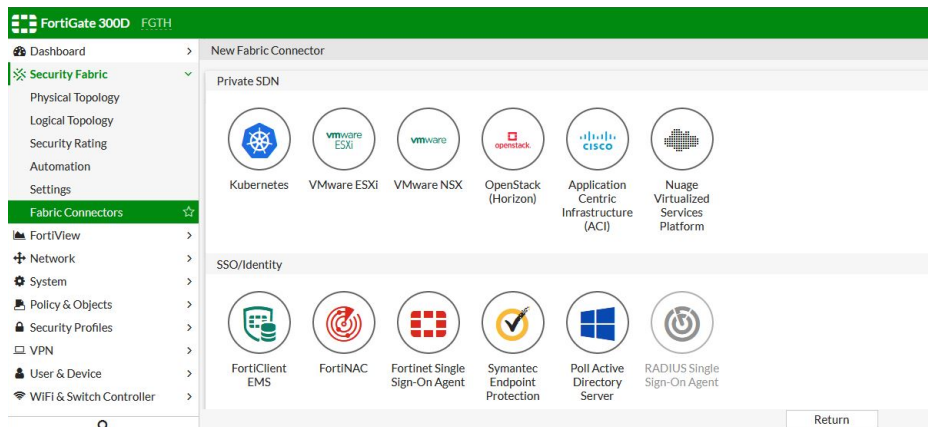 FortiGate 300D FGTH
Dashboard
New Fabric Connector
Security Fabric
Private SDN
Physical Topology
Logical Topology
Security Rating
Automation
Settings
Fabric Connectors
FortiView
Network
System
Policy & Objects
Security Profiles
VPN
User & Device
WiFi & Switch Controller
vmware
ESXi
vmware
openstack.
CISCO
Kubernetes
VMware ESXi
VMware NSX
OpenStack
(Horizon)
Application
Centric
Infrastructure
(ACI)
Nuage
Virtualized
Services
Platform
SSO/Identity
FortiClient
EMS
FortiNAC
Fortinet Single
Sign-On Agent
Symantec
Endpoint
Protection
Poll Active
Directory
Server
RADIUS Single
Sign-On Agent
Return